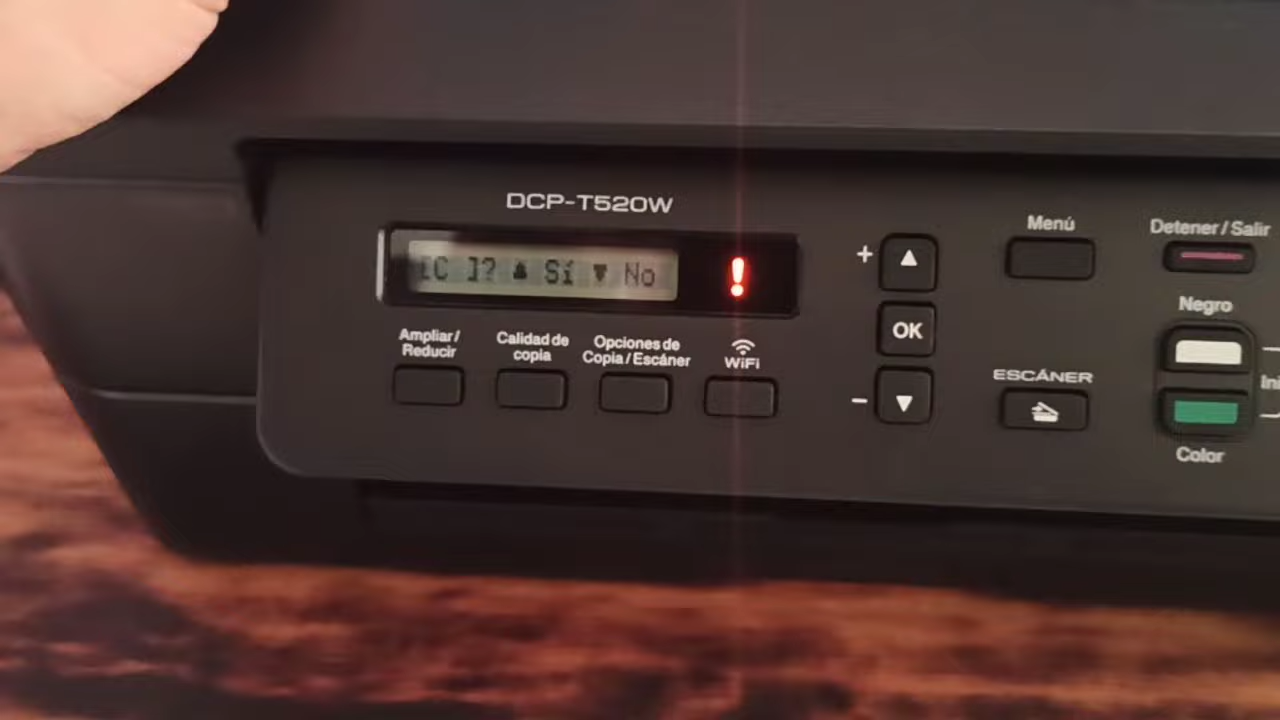 DCP-T520W
[C ]? ▲ Sí ▼ No
!
Ampliar /
Reducir
Calidad de
copia
Opciones de
Copia / Escáner
WiFi
+
OK
−
Menú
ESCÁNER
Detener / Salir
Negro
Ini
Color